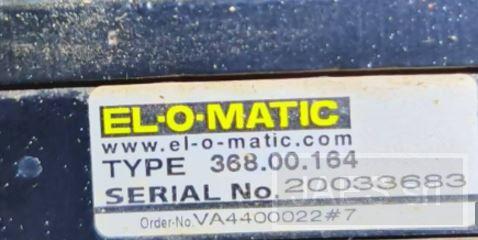 EL-O-MATIC
www.el-o-matic.com
TYPE 368.00.164
SERIAL No. 20033683
Order-No. VA4400022#7